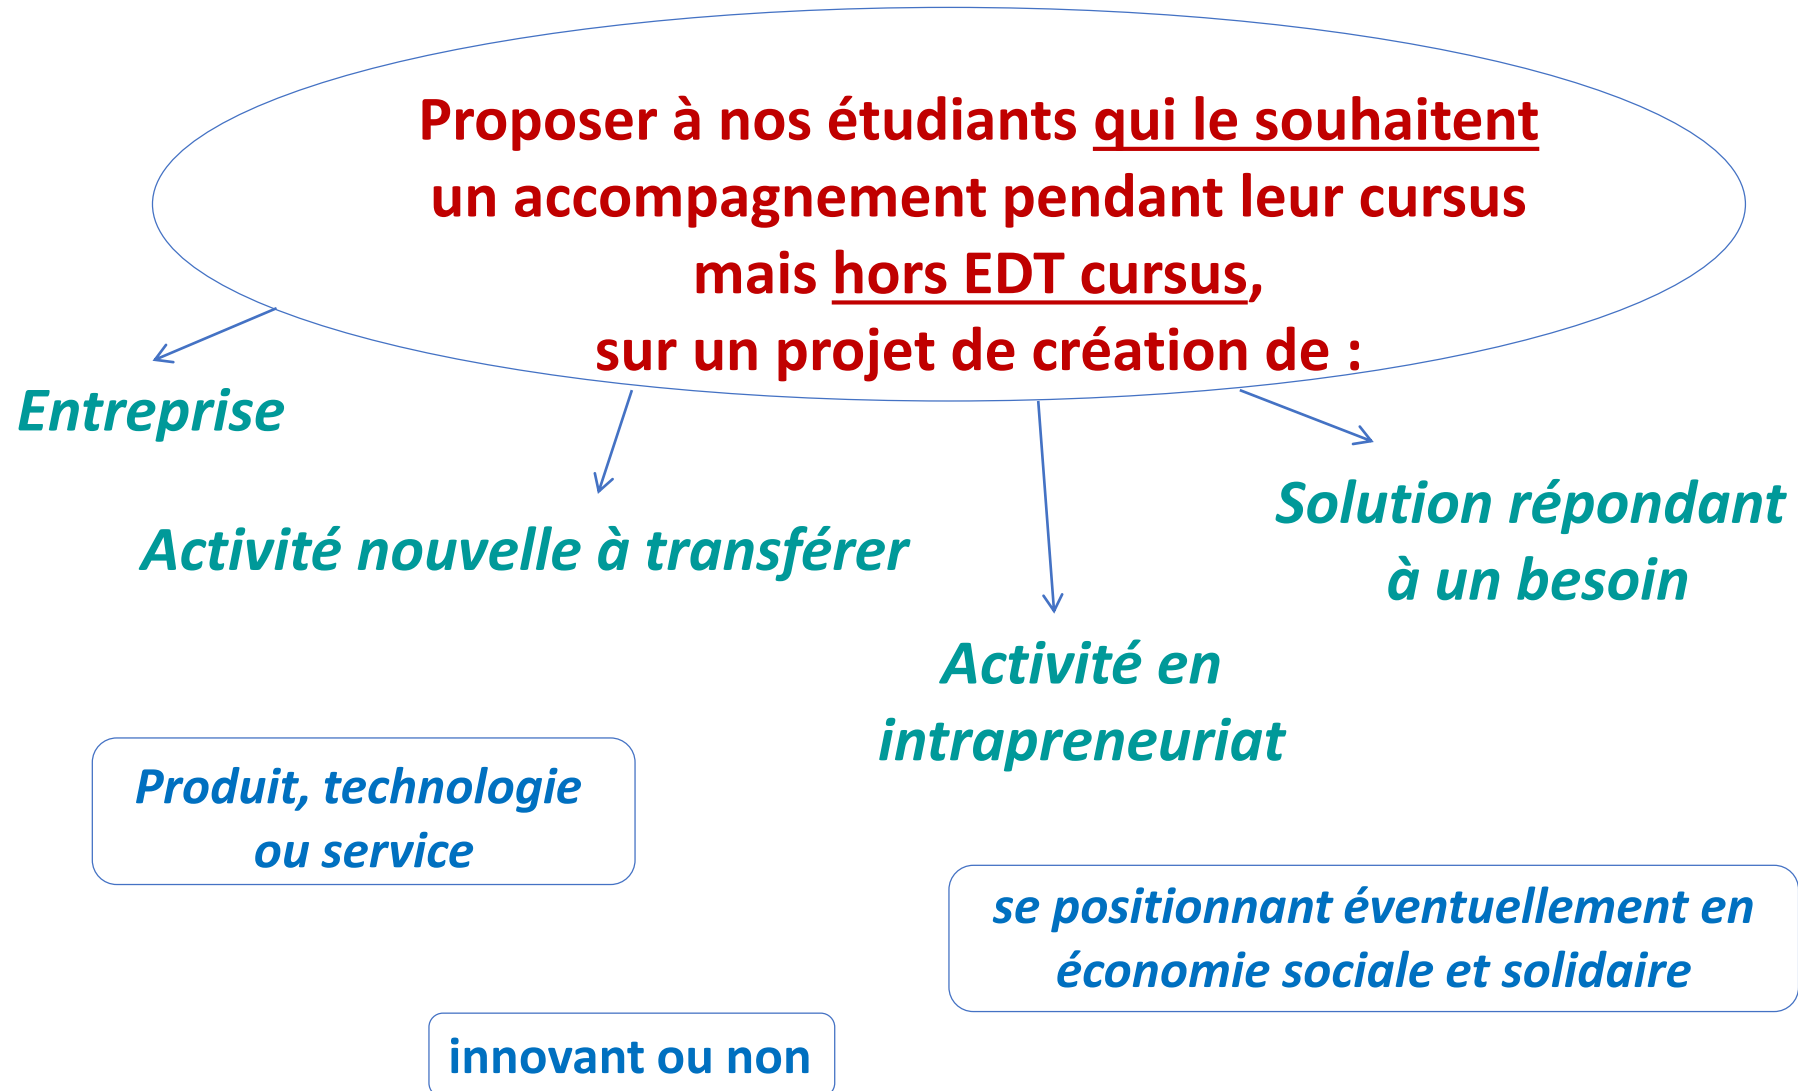 Proposer à nos étudiants qui le souhaitent
un accompagnement pendant leur cursus
mais hors EDT cursus,
sur un projet de création de :
Entreprise
Activité nouvelle à transférer
Solution répondant
à un besoin
Activité en
intrapreneuriat
Produit, technologie
ou service
se positionnant éventuellement en
économie sociale et solidaire
innovant ou non